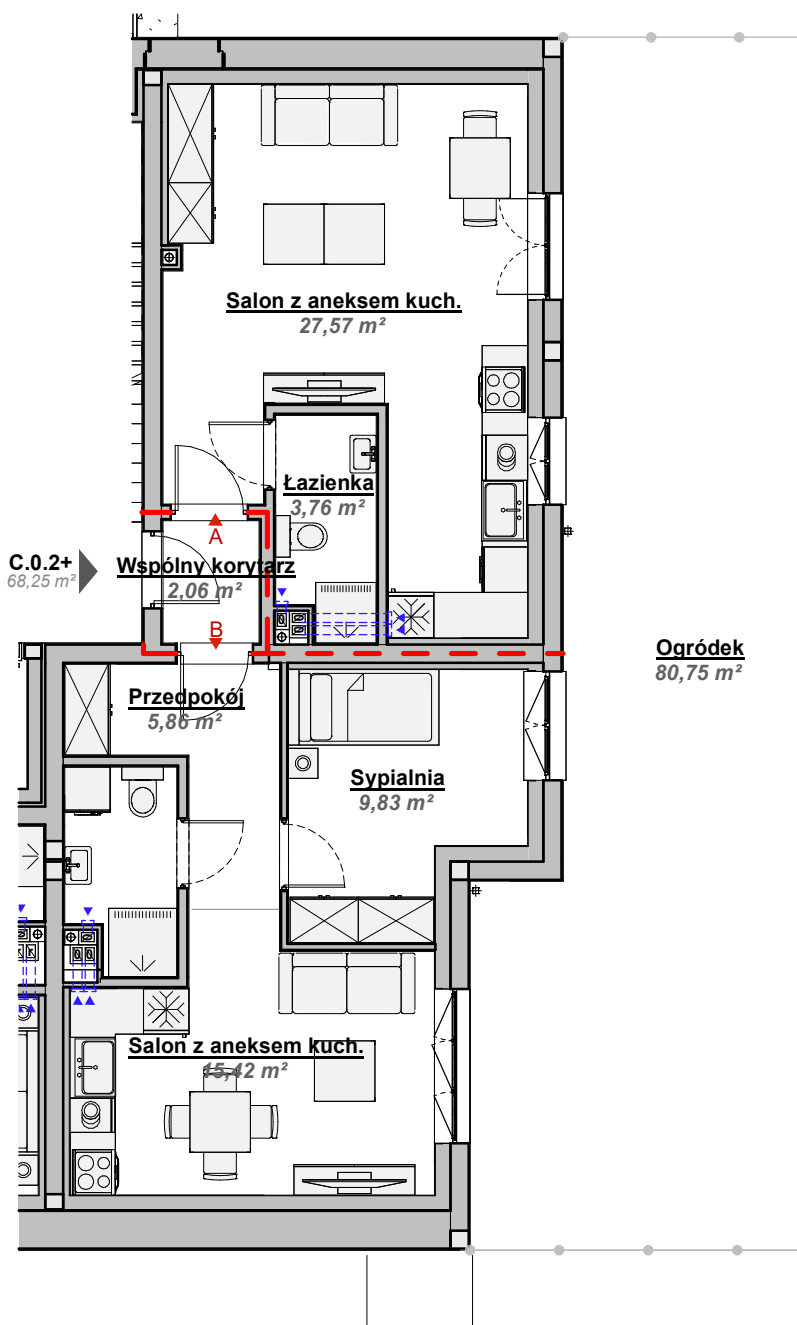 Salon z aneksem kuch.
27,57 m²
Łazienka
3,76 m²
A
C.0.2+
68,25 m²
Wspólny korytarz
2,06 m²
B
Ogródek
80,75 m²
Przedpokój
5,86 m²
Sypialnia
9,83 m²
Salon z aneksem kuch.
15,42 m²